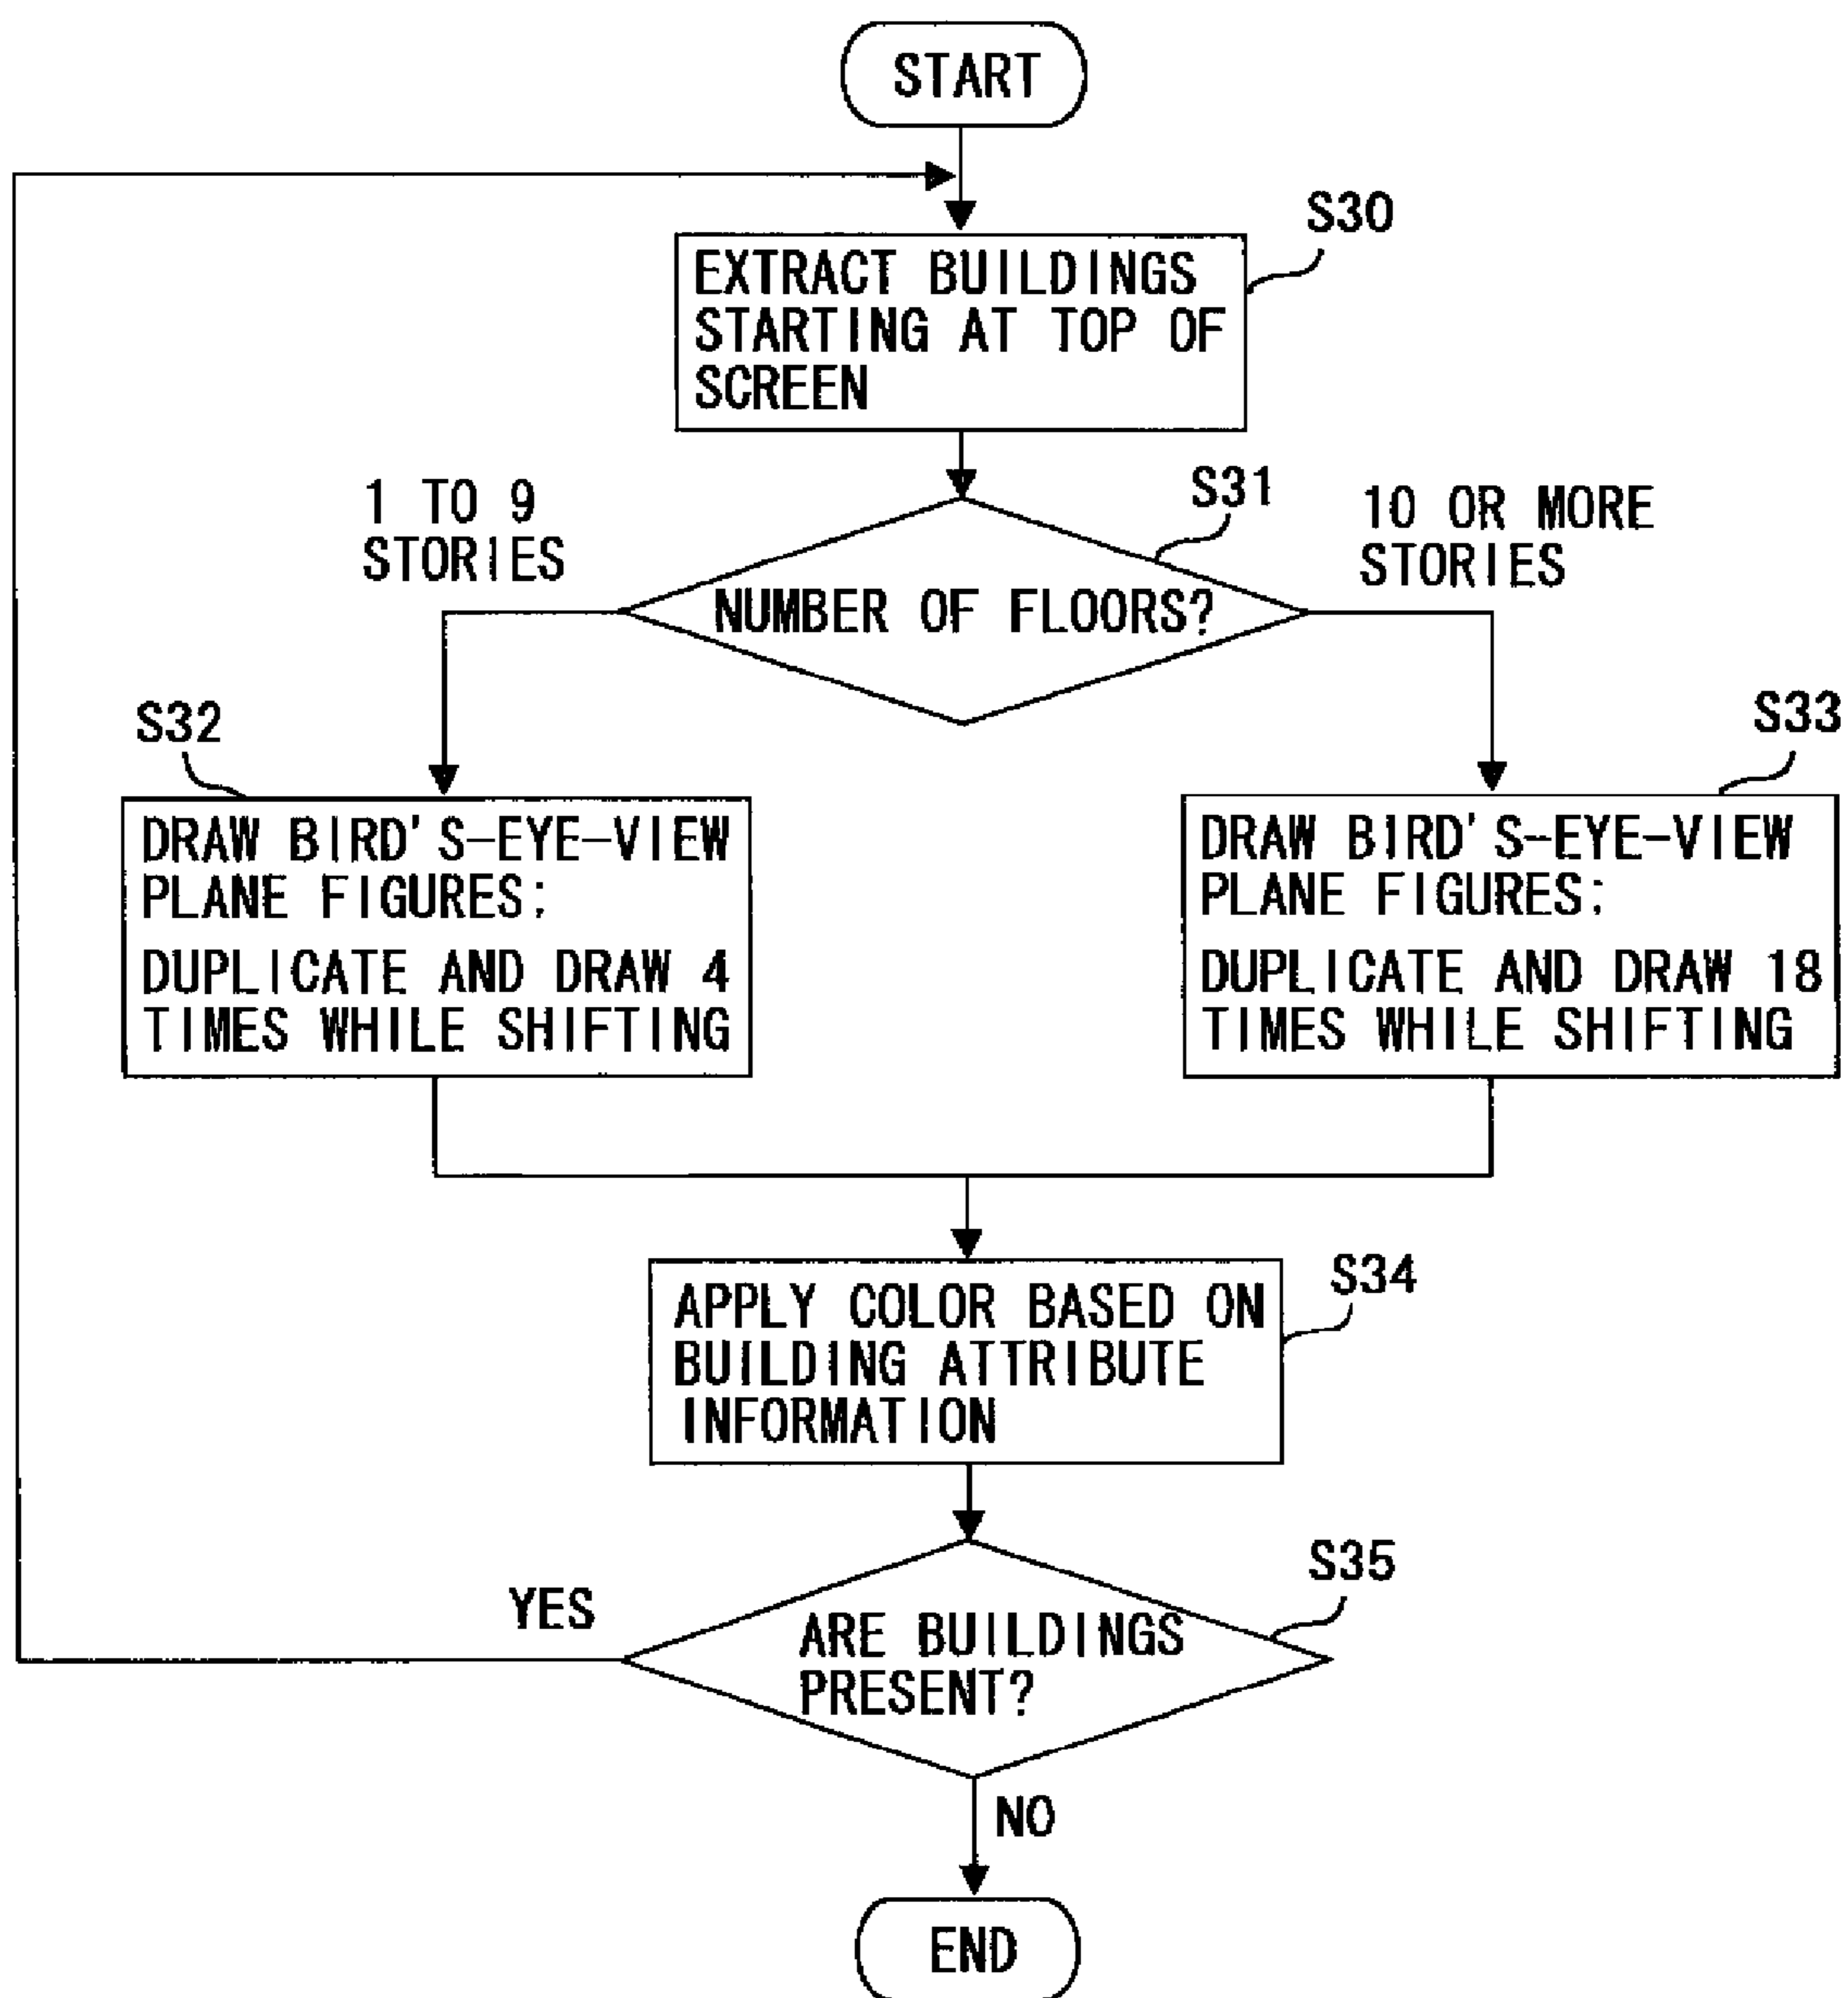 START
S30
EXTRACT BUILDINGS
STARTING AT TOP OF
SCREEN
S31
1 TO 9
STORIES
10 OR MORE
STORIES
NUMBER OF FLOORS?
S32
S33
DRAW BIRD'S-EYE-VIEW
PLANE FIGURES:
DUPLICATE AND DRAW 4
TIMES WHILE SHIFTING
DRAW BIRD'S-EYE-VIEW
PLANE FIGURES:
DUPLICATE AND DRAW 18
TIMES WHILE SHIFTING
S34
APPLY COLOR BASED ON
BUILDING ATTRIBUTE
INFORMATION
S35
YES
ARE BUILDINGS
PRESENT?
NO
END